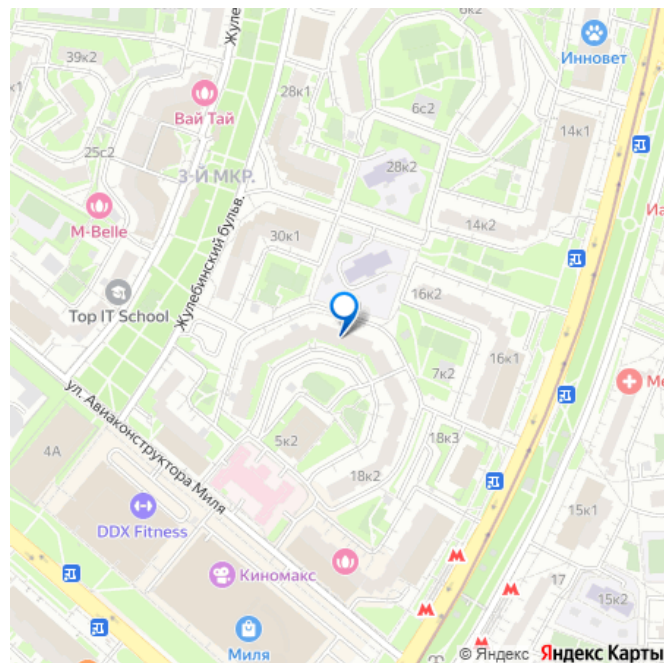 6к2
Жуле
39к2
к1
Инновет
Вай Тай
28к1
6с2
14к1
25с2
3-Й МКР.
28к2
M-Belle
14к2
30к1
Жулебинский бульв.
Top IT School
16к2
16к1
7к2
Ме
ул. Авиаконструктора Миля
4А
5к2
18к3
18к2
DDX Fitness
15к1
Киномакс
17
15к2
Миля
© Яндекс Яндекс Карты